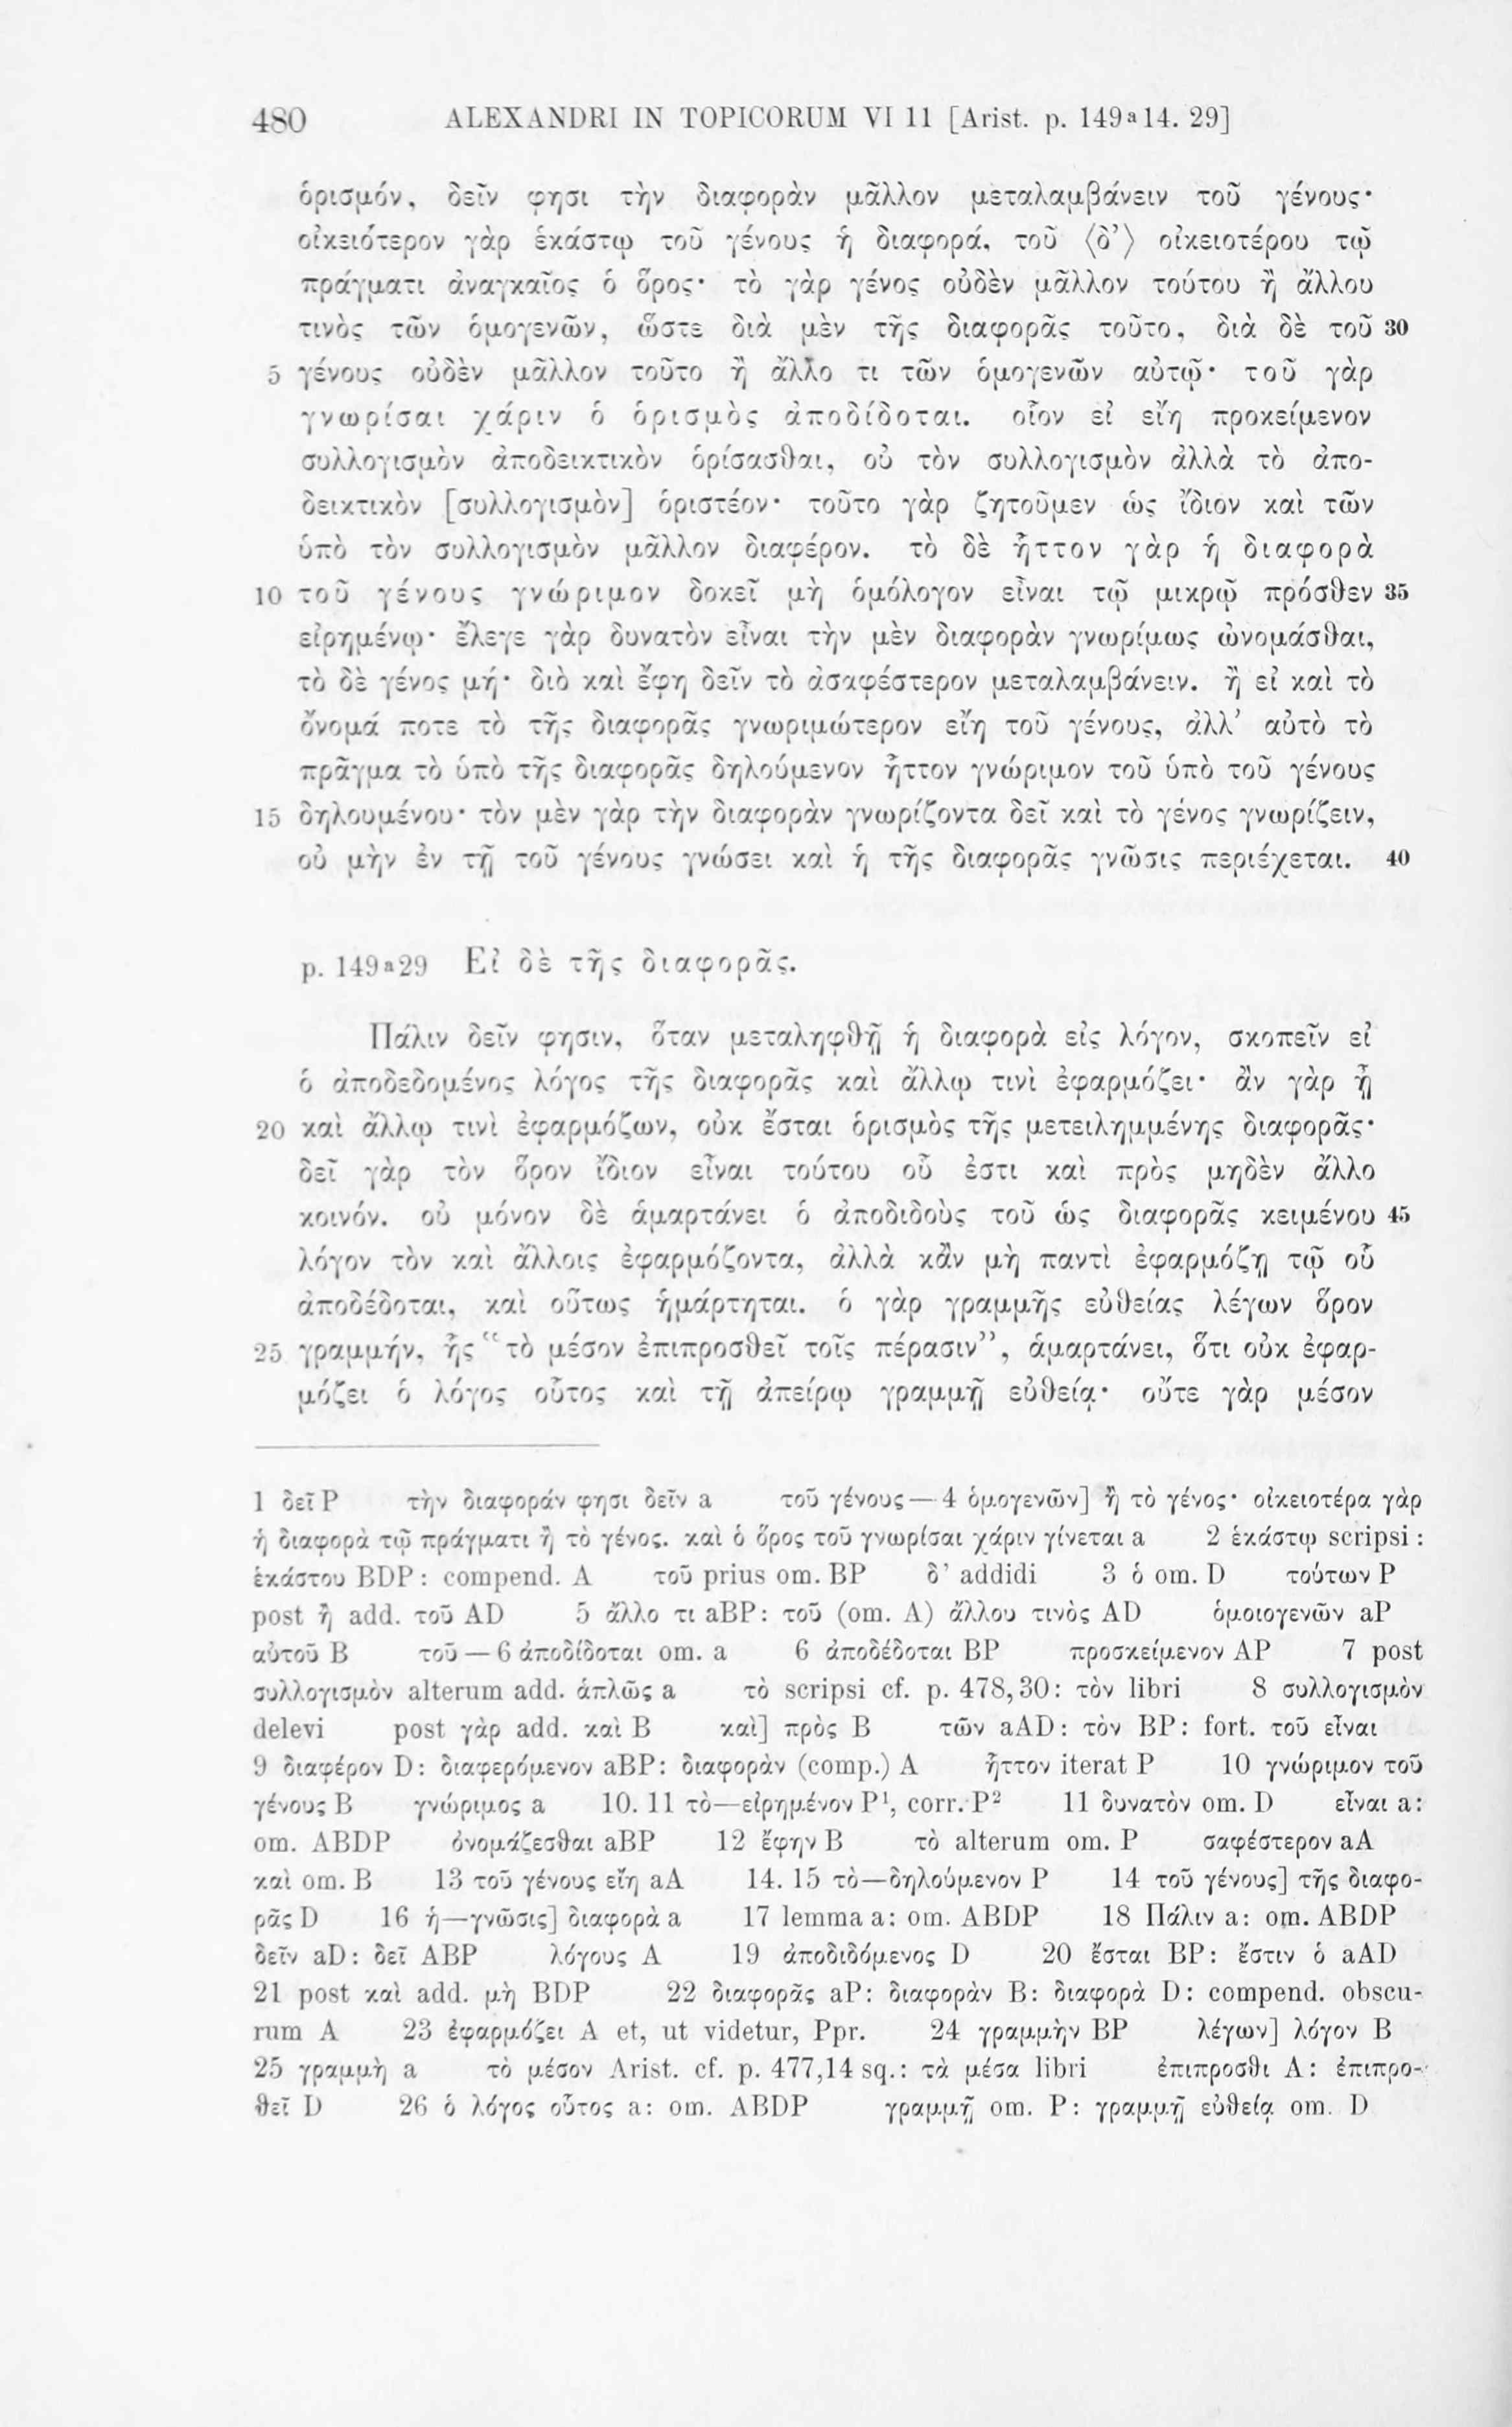 480 ALEXANDRI IN TOPICORUM VI 11 [Arist. p. 149a14. 29]
ὁρισμόν, δεῖν φησι τὴν διαφορὰν μᾶλλον μεταλαμβάνειν τοῦ γένους·
οἰκειότερον γὰρ ἑκάστῳ τοῦ γένους ἡ διαφορά, τοῦ ⟨δ’⟩ οἰκειοτέρου τῷ
πράγματι ἀναγκαῖος ὁ ὅρος· τὸ γὰρ γένος οὐδὲν μᾶλλον τούτου ἢ ἄλλου
τινὸς τῶν ὁμογενῶν, ὥστε διὰ μὲν τῆς διαφορᾶς τοῦτο, διὰ δὲ τοῦ 30
5 γένους οὐδὲν μᾶλλον τοῦτο ἢ ἄλλο τι τῶν ὁμογενῶν αὐτῷ· τοῦ γὰρ
γνωρίσαι χάριν ὁ ὁρισμὸς ἀποδίδοται. οἷον εἰ εἴη προκείμενον
συλλογισμὸν ἀποδεικτικὸν ὁρίσασθαι, οὐ τὸν συλλογισμὸν ἀλλὰ τὸ ἀπο-
δεικτικὸν [συλλογισμὸν] ὁριστέον· τοῦτο γὰρ ζητοῦμεν ὡς ἴδιον καὶ τῶν
ὑπὸ τὸν συλλογισμὸν μᾶλλον διαφέρον. τὸ δὲ ἧττον γὰρ ἡ διαφορὰ
10 τοῦ γένους γνώριμον δοκεῖ μὴ ὁμόλογον εἶναι τῷ μικρῷ πρόσθεν 35
εἰρημένῳ· ἔλεγε γὰρ δυνατὸν εἶναι τὴν μὲν διαφορὰν γνωρίμως ὠνομάσθαι,
τὸ δὲ γένος μή· διὸ καὶ ἔφη δεῖν τὸ ἀσαφέστερον μεταλαμβάνειν. ἢ εἰ καὶ τὸ
ὄνομά ποτε τὸ τῆς διαφορᾶς γνωριμώτερον εἴη τοῦ γένους, ἀλλ’ αὐτὸ τὸ
πρᾶγμα τὸ ὑπὸ τῆς διαφορᾶς δηλούμενον ἧττον γνώριμον τοῦ ὑπὸ τοῦ γένους
15 δηλουμένου· τὸν μὲν γὰρ τὴν διαφορὰν γνωρίζοντα δεῖ καὶ τὸ γένος γνωρίζειν,
οὐ μὴν ἐν τῇ τοῦ γένους γνώσει καὶ ἡ τῆς διαφορᾶς γνῶσις περιέχεται. 40
p. 149a29 Εἰ δὲ τῆς διαφορᾶς.
Πάλιν δεῖν φησιν, ὅταν μεταληφθῇ ἡ διαφορὰ εἰς λόγον, σκοπεῖν εἰ
ὁ ἀποδεδομένος λόγος τῆς διαφορᾶς καὶ ἄλλῳ τινὶ ἐφαρμόζει· ἂν γὰρ ᾖ
20 καὶ ἄλλῳ τινὶ ἐφαρμόζων, οὐκ ἔσται ὁρισμὸς τῆς μετειλημμένης διαφορᾶς·
δεῖ γὰρ τὸν ὅρον ἴδιον εἶναι τούτου οὗ ἐστι καὶ πρὸς μηδὲν ἄλλο
κοινόν. οὐ μόνον δὲ ἁμαρτάνει ὁ ἀποδιδοὺς τοῦ ὡς διαφορᾶς κειμένου 45
λόγον τὸν καὶ ἄλλοις ἐφαρμόζοντα, ἀλλὰ κἂν μὴ παντὶ ἐφαρμόζῃ τῷ οὗ
ἀποδέδοται, καὶ οὕτως ἡμάρτηται. ὁ γὰρ γραμμῆς εὐθείας λέγων ὅρον
25 γραμμήν, ἧς “τὸ μέσον ἐπιπροσθεῖ τοῖς πέρασιν”, ἁμαρτάνει, ὅτι οὐκ ἐφαρ-
μόζει ὁ λόγος οὗτος καὶ τῇ ἀπείρῳ γραμμῇ εὐθείᾳ· οὔτε γὰρ μέσον
1 δεῖ P τὴν διαφοράν φησι δεῖν a τοῦ γένους — 4 ὁμογενῶν] ἢ τὸ γένος· οἰκειοτέρα γὰρ
ἡ διαφορὰ τῷ πράγματι ἢ τὸ γένος. καὶ ὁ ὅρος τοῦ γνωρίσαι χάριν γίνεται a 2 ἑκάστῳ scripsi:
ἑκάστου BDP: compend. A τοῦ prius om. BP δ’ addidi 3 ὁ om. D τούτων P
post ἢ add. τοῦ AD 5 ἄλλο τι aBP: τοῦ (om. A) ἄλλου τινὸς AD ὁμοιογενῶν aP
αὐτοῦ B τοῦ — 6 ἀποδίδοται om. a 6 ἀποδέδοται BP προσκείμενον AP 7 post
συλλογισμὸν alterum add. ἁπλῶς a τὸ scripsi cf. p. 478,30: τὸν libri 8 συλλογισμὸν
delevi post γὰρ add. καὶ B καὶ] πρὸς B τῶν aAD: τὸν BP: fort. τοῦ εἶναι
9 διαφέρον D: διαφερόμενον aBP: διαφορὰν (comp.) A ἧττον iterat P 10 γνώριμον τοῦ
γένους B γνώριμος a 10. 11 τὸ—εἰρημένον P¹, corr. P² 11 δυνατὸν om. D εἶναι a:
om. ABDP ὀνομάζεσθαι aBP 12 ἔφην B τὸ alterum om. P σαφέστερον aA
καὶ om. B 13 τοῦ γένους εἴη aA 14. 15 τὸ—δηλούμενον P 14 τοῦ γένους] τῆς διαφο-
ρᾶς D 16 ἡ—γνῶσις] διαφορὰ a 17 lemma a: om. ABDP 18 Πάλιν a: om. ABDP
δεῖν aD: δεῖ ABP λόγους A 19 ἀποδιδόμενος D 20 ἔσται BP: ἔστιν ὁ aAD
21 post καὶ add. μὴ BDP 22 διαφορᾶς aP: διαφορὰν B: διαφορὰ D: compend. obscu-
rum A 23 ἐφαρμόζει A et, ut videtur, Ppr. 24 γραμμὴν BP λέγων] λόγον B
25 γραμμὴ a τὸ μέσον Arist. cf. p. 477,14 sq.: τὰ μέσα libri ἐπιπροσθι A: ἐπιπρο-
θεῖ D 26 ὁ λόγος οὗτος a: om. ABDP γραμμῇ om. P: γραμμῇ εὐθείᾳ om. D